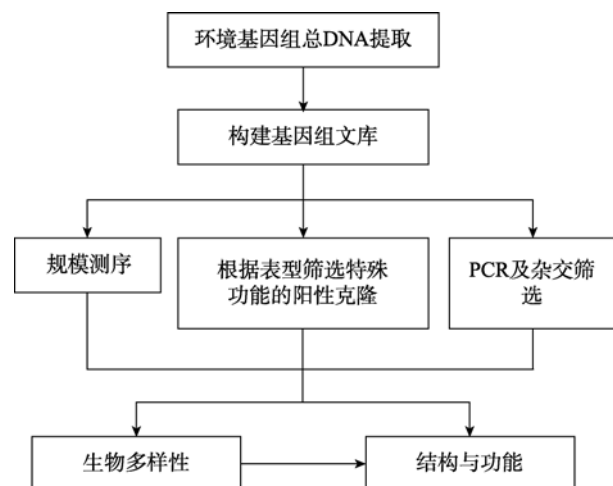 环境基因组总DNA提取
构建基因组文库
规模测序
根据表型筛选特殊
功能的阳性克隆
PCR及杂交筛
选
生物多样性
结构与功能